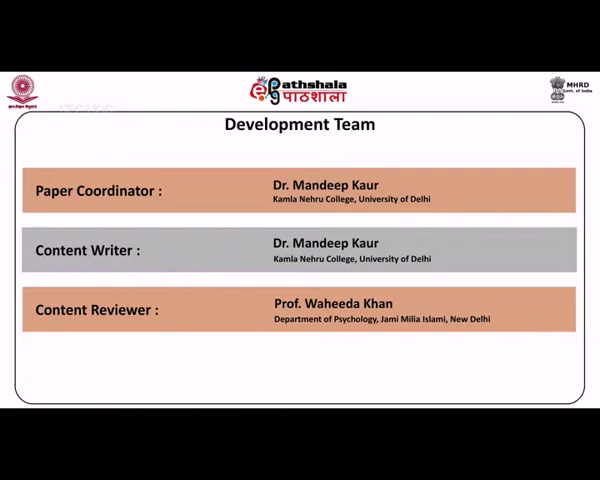 Pathshala
पाठशाला
MHRD
Govt. of India
CEC-UGC
Development Team
Paper Coordinator :
Dr. Mandeep Kaur
Kamla Nehru College, University of Delhi
Content Writer :
Dr. Mandeep Kaur
Kamla Nehru College, University of Delhi
Content Reviewer :
Prof. Waheeda Khan
Department of Psychology, Jami Milia Islami, New Delhi